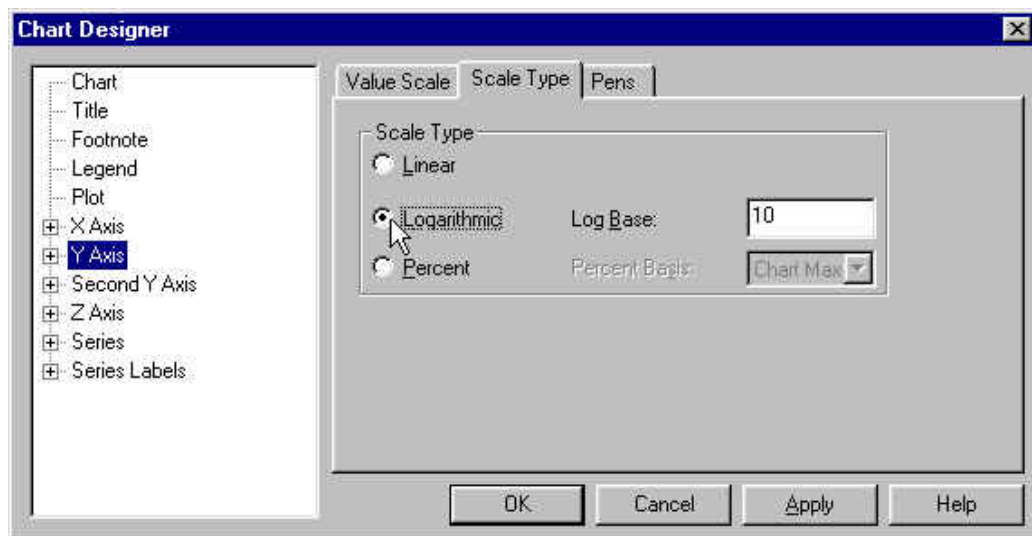 Chart Designer
Chart
Title
Footnote
Legend
Plot
X Axis
Y Axis
Second Y Axis
Z Axis
Series
Series Labels
Value Scale Scale Type Pens
Scale Type
Linear
Logarithmic Log Base: 10
Percent Percent Basis: Chart Max
OK Cancel Apply Help